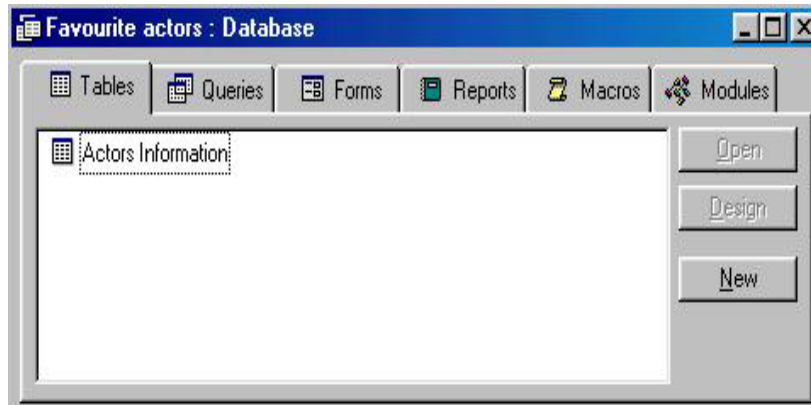 Favourite actors : Database
Tables Queries Forms Reports Macros Modules
Actors Information
Open
Design
New